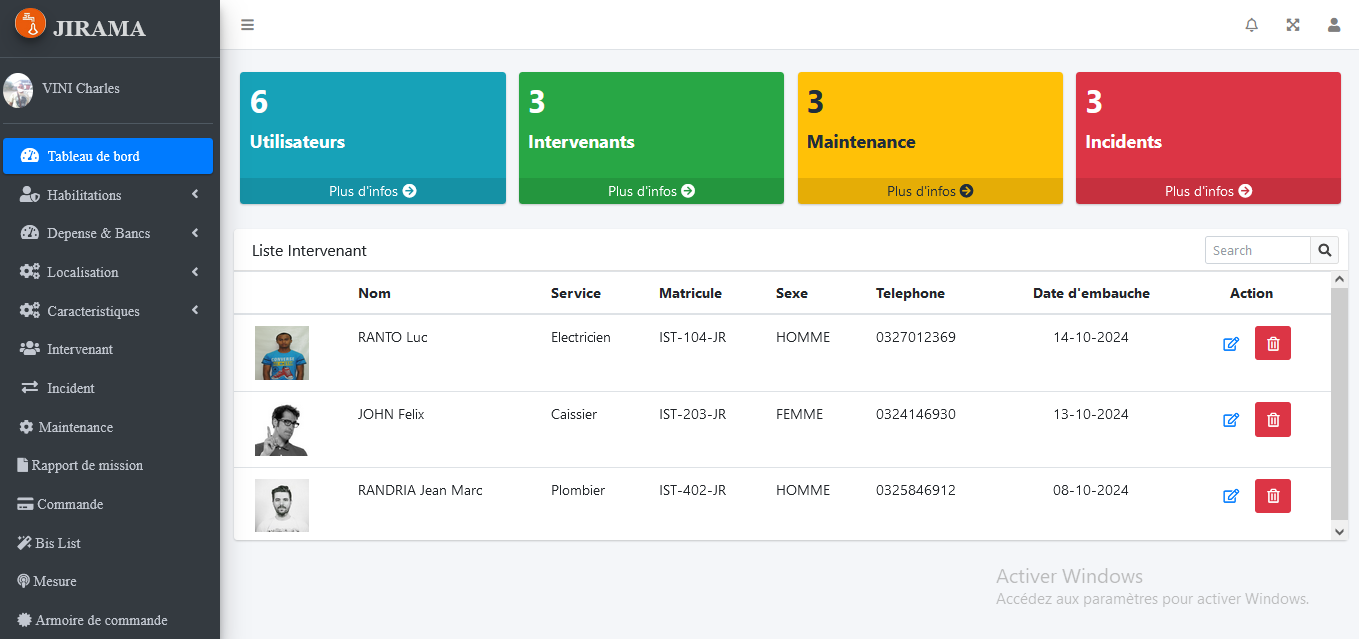 JIRAMA
VINI Charles
Tableau de bord
Habilitations
Depense & Bancs
Localisation
Caracteristiques
Intervenant
Incident
Maintenance
Rapport de mission
Commande
Bis List
Mesure
Armoire de commande
6
Utilisateurs
Plus d'infos
3
Intervenants
Plus d'infos
3
Maintenance
Plus d'infos
3
Incidents
Plus d'infos
Liste Intervenant
Search
Nom Service Matricule Sexe Telephone Date d'embauche Action
RANTO Luc Electricien IST-104-JR HOMME 0327012369 14-10-2024
JOHN Felix Caissier IST-203-JR FEMME 0324146930 13-10-2024
RANDRIA Jean Marc Plombier IST-402-JR HOMME 0325846912 08-10-2024
Activer Windows
Accédez aux paramètres pour activer Windows.